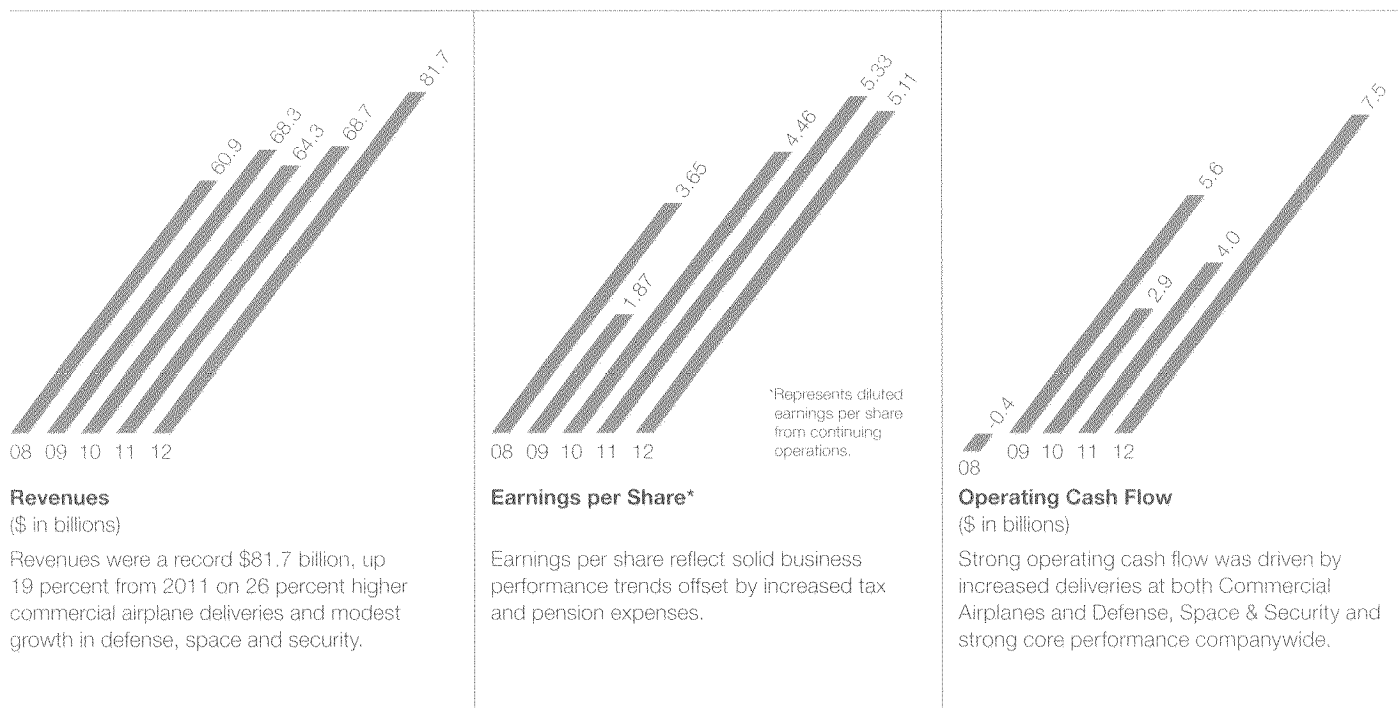 60.9
68.3
64.3
68.7
81.7
08 09 10 11 12
Revenues
($ in billions)
Revenues were a record $81.7 billion, up
19 percent from 2011 on 26 percent higher
commercial airplane deliveries and modest
growth in defense, space and security.
3.65
1.87
4.46
5.33
5.11
*Represents diluted
earnings per share
from continuing
operations.
08 09 10 11 12
Earnings per Share*
Earnings per share reflect solid business
performance trends offset by increased tax
and pension expenses.
-0.4
5.6
2.9
4.0
7.5
08 09 10 11 12
Operating Cash Flow
($ in billions)
Strong operating cash flow was driven by
increased deliveries at both Commercial
Airplanes and Defense, Space & Security and
strong core performance companywide.